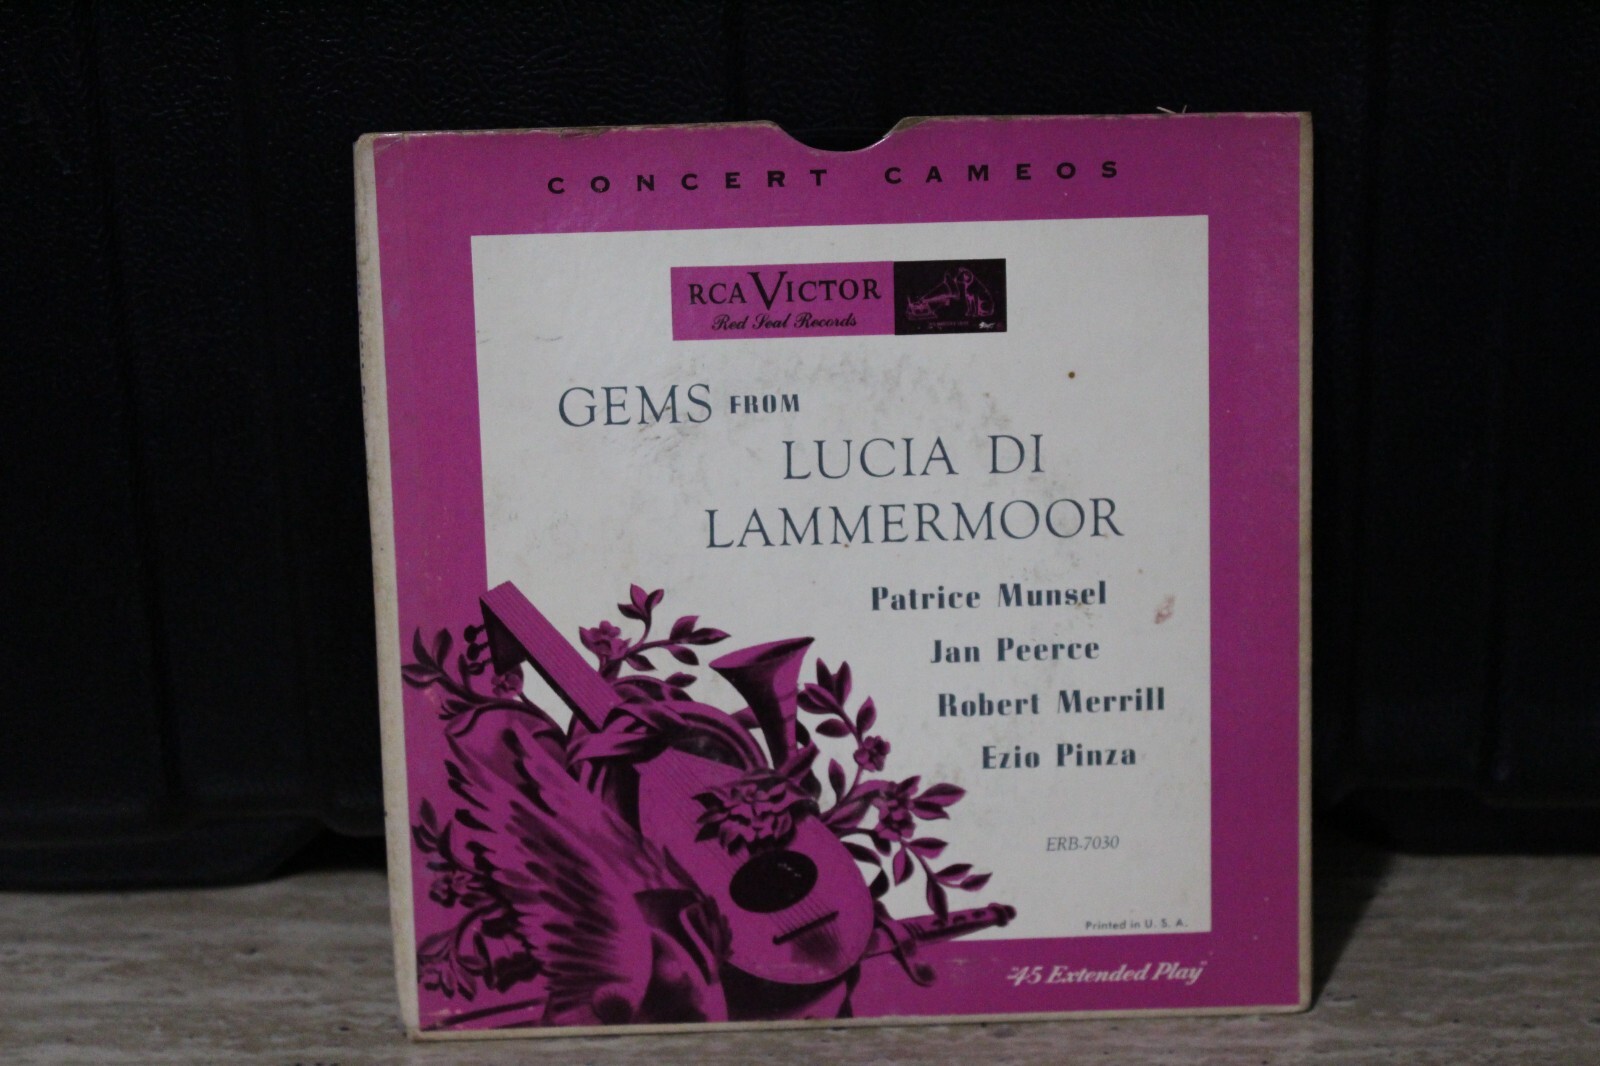 CONCERT CAMEOS
RCA VICTOR
Red Seal Records
GEMS FROM
LUCIA DI
LAMMERMOOR
Patrice Munsel
Jan Peerce
Robert Merrill
Ezio Pinza
ERB-7030
Printed in U. S. A.
"45 Extended Play"